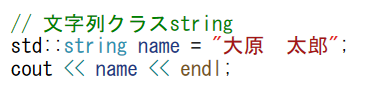 // 文字列クラスstring
std::string name = "大原　太郎";
cout << name << endl;